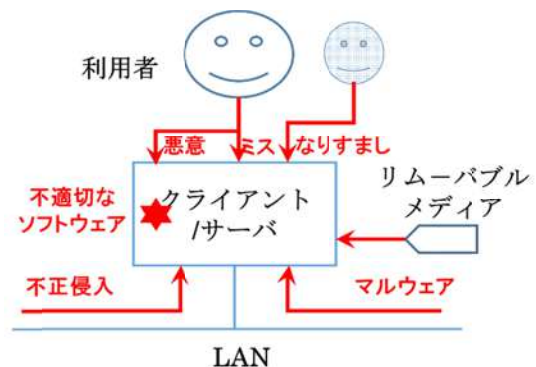 利用者
悪意
ミス
なりすまし
不適切な
ソフトウェア
クライアント
/サーバ
リムーバブル
メディア
不正侵入
マルウェア
LAN